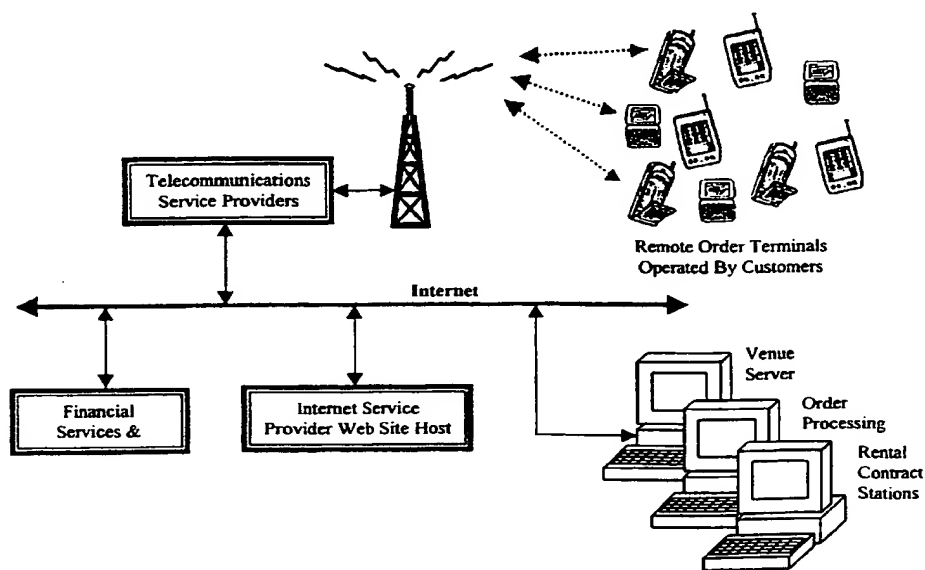 Telecommunications
Service Providers
Remote Order Terminals
Operated By Customers
Internet
Financial
Services &
Internet Service
Provider Web Site Host
Venue
Server
Order
Processing
Rental
Contract
Stations